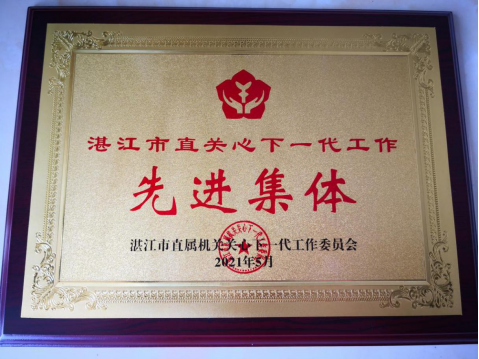 湛江市直关心下一代工作
先进集体
湛江市直属机关关心下一代工作委员会
2021年5月